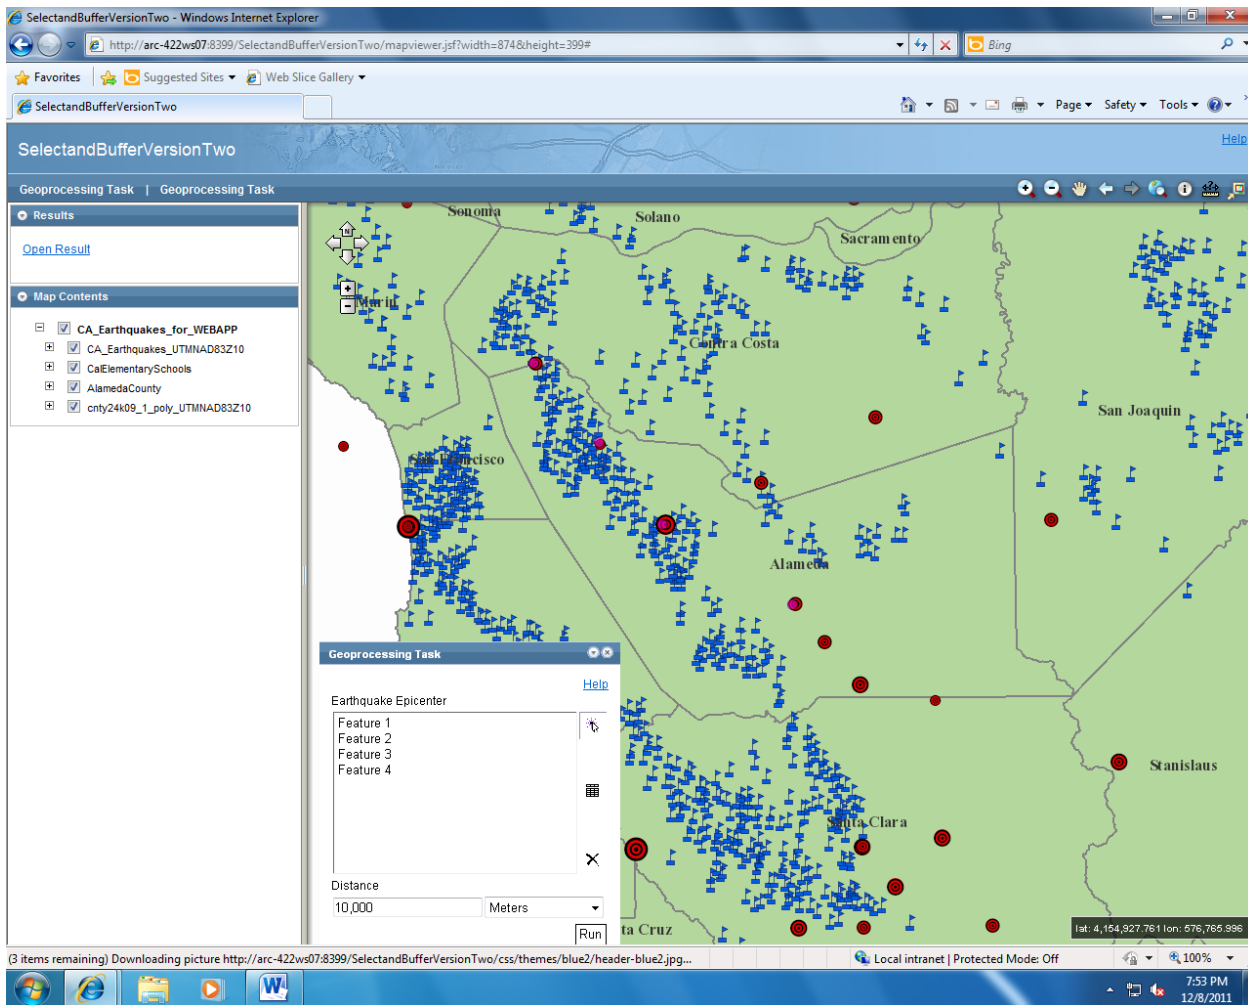 SelectandBufferVersionTwo - Windows Internet Explorer
http://arc-422ws07:8399/SelectandBufferVersionTwo/mapviewer.jsf?width=874&height=399#
Bing
Favorites
Suggested Sites
Web Slice Gallery
SelectandBufferVersionTwo
Page
Safety
Tools
SelectandBufferVersionTwo
Help
Geoprocessing Task | Geoprocessing Task
Results
Open Result
Map Contents
CA_Earthquakes_for_WEBAPP
CA_Earthquakes_UTMNAD83Z10
CalElementarySchools
AlamedaCounty
cnty24k09_1_poly_UTMNAD83Z10
N
Sonoma
Solano
Sacramento
Marin
Contra Costa
San Joaquin
San Francisco
Alameda
Stanislaus
Santa Clara
ta Cruz
Geoprocessing Task
Help
Earthquake Epicenter
Feature 1
Feature 2
Feature 3
Feature 4
Distance
10,000
Meters
Run
lat: 4,154,927.761 lon: 576,765.996
(3 items remaining) Downloading picture http://arc-422ws07:8399/SelectandBufferVersionTwo/css/themes/blue2/header-blue2.jpg...
Local intranet | Protected Mode: Off
100%
7:53 PM
12/8/2011